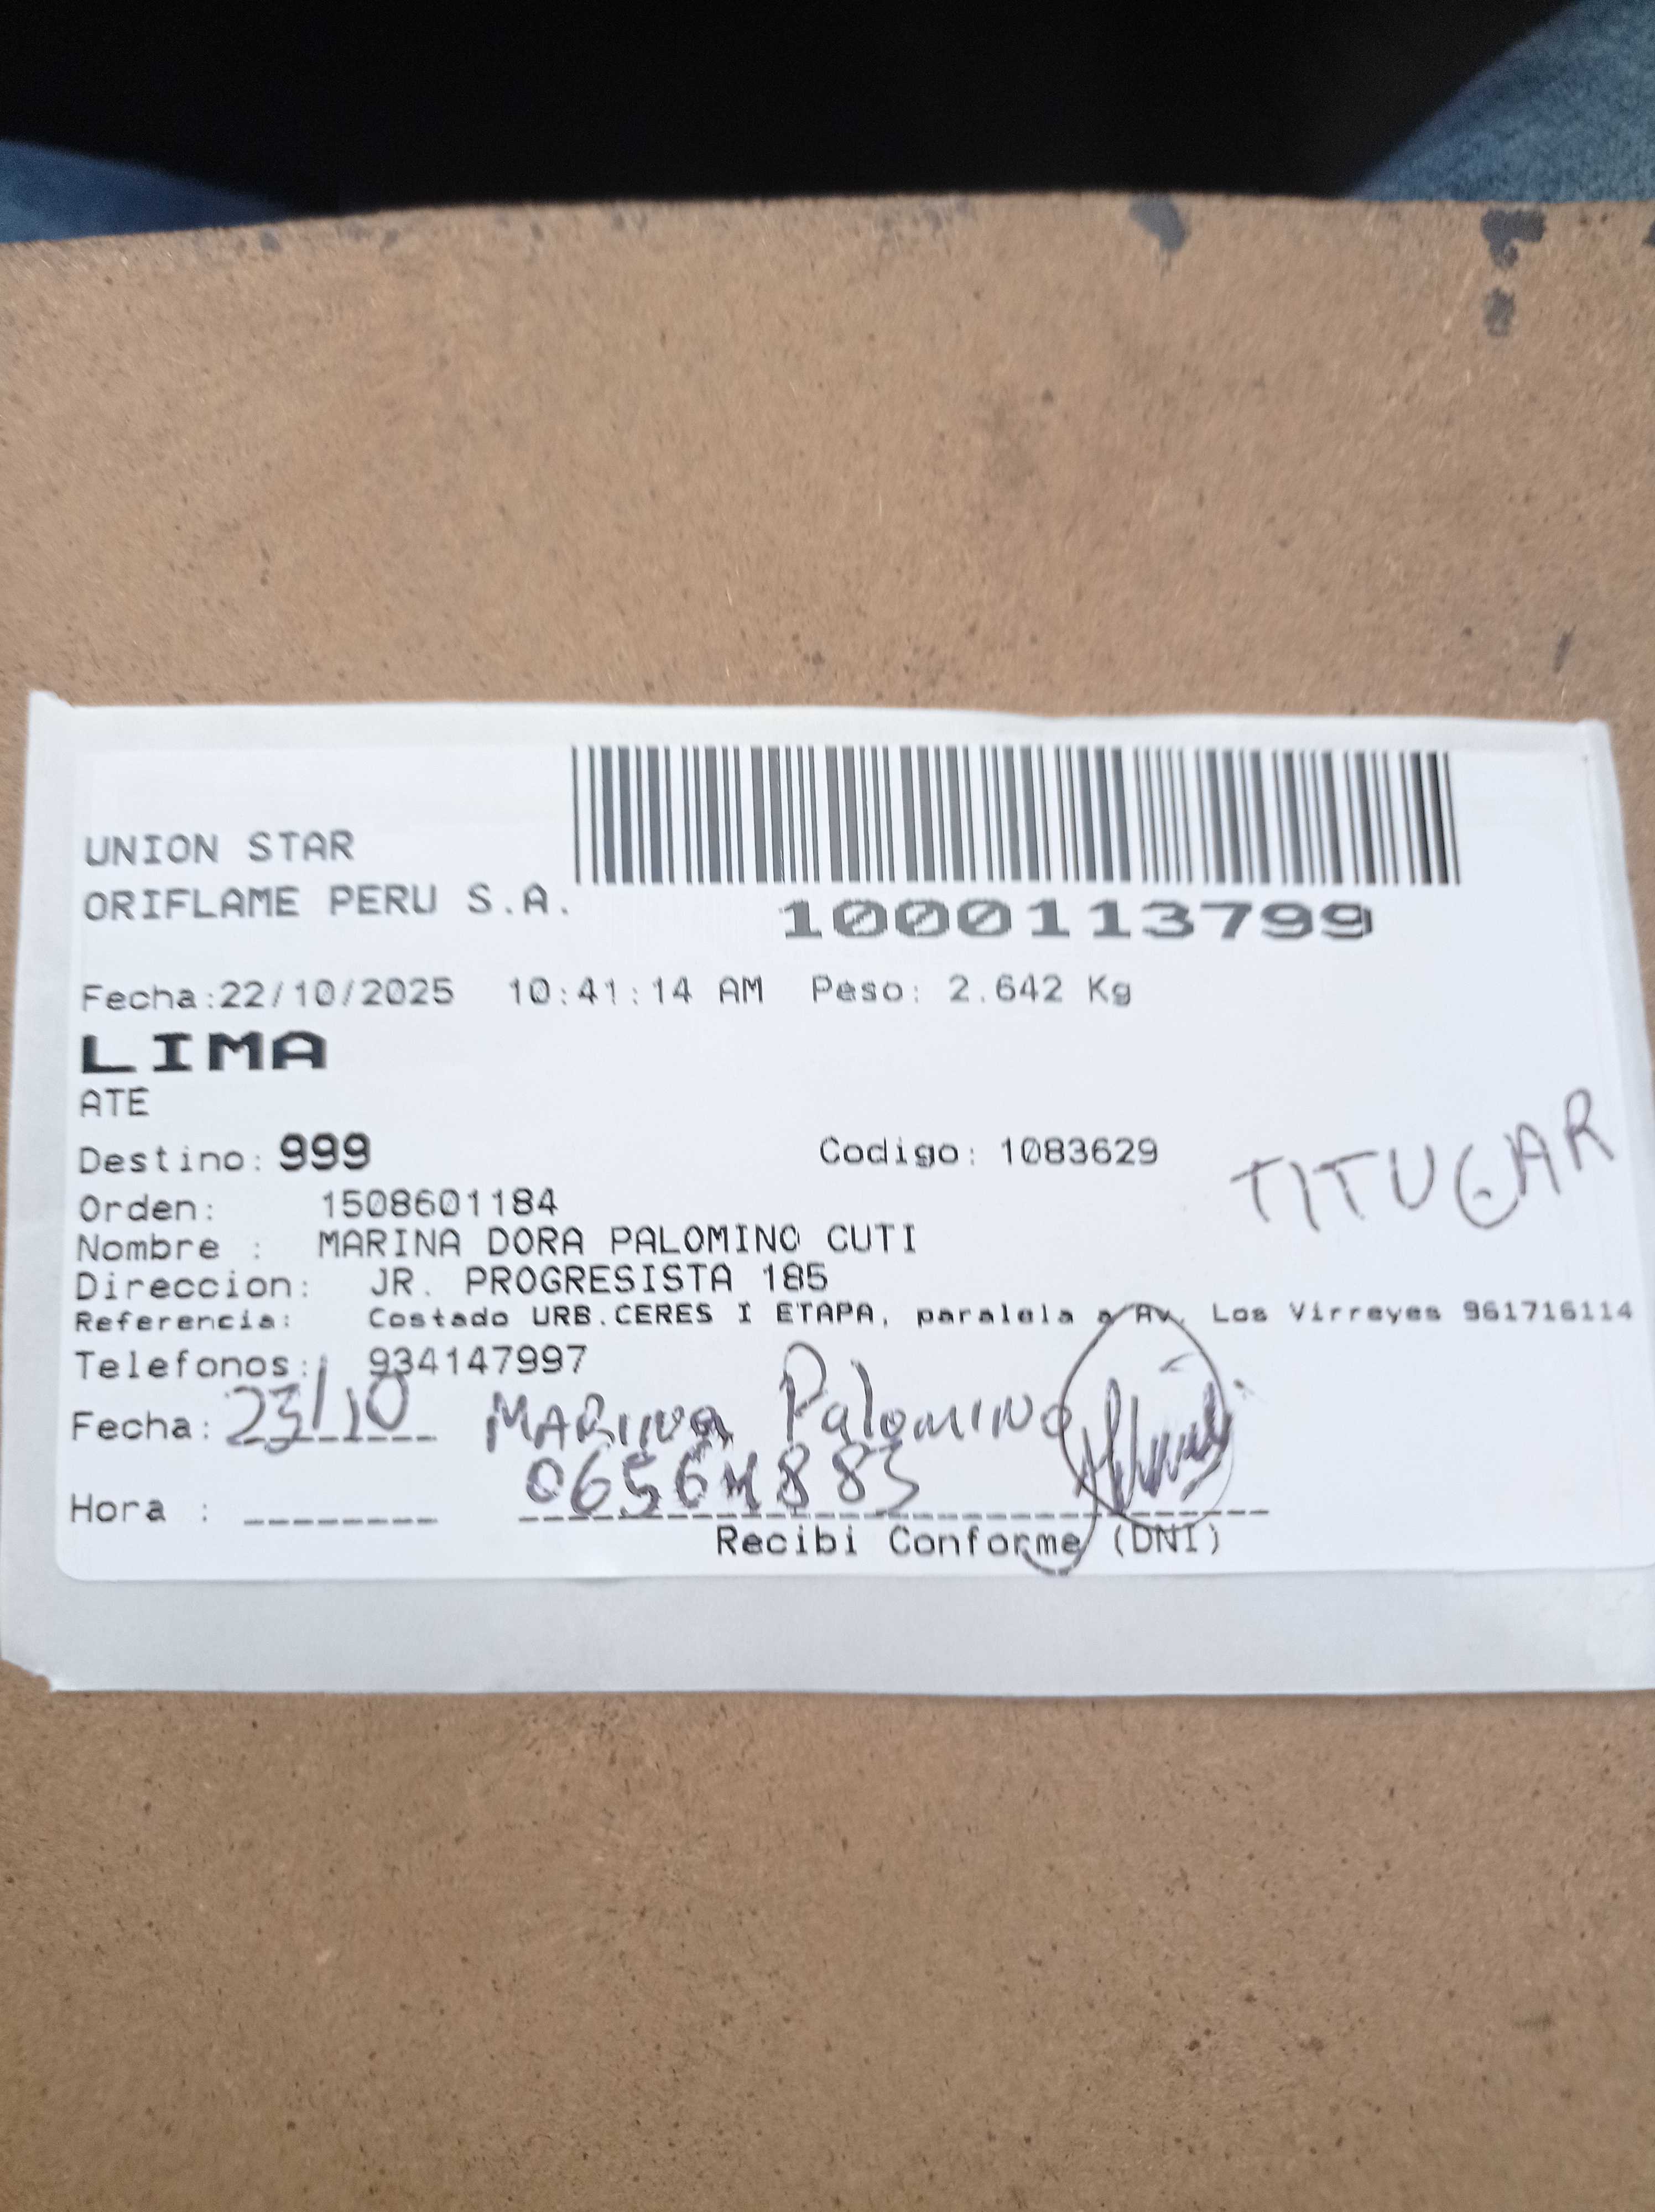 UNION STAR
ORIFLAME PERU S.A.
1000113799
Fecha:22/10/2025 10:41:14 AM Peso: 2.642 Kg
LIMA
ATE
Destino: 999 Codigo: 1083629
TITUGAR
Orden: 1508601184
Nombre : MARINA DORA PALOMINO CUTI
Direccion: JR. PROGRESISTA 185
Referencia: Costado URB.CERES I ETAPA, paralela a Av. Los Virreyes 961716114
Telefonos: 934147997
Fecha: 23/10 MARINA Palomino
Hora :
Recibi Conforme (DNI)